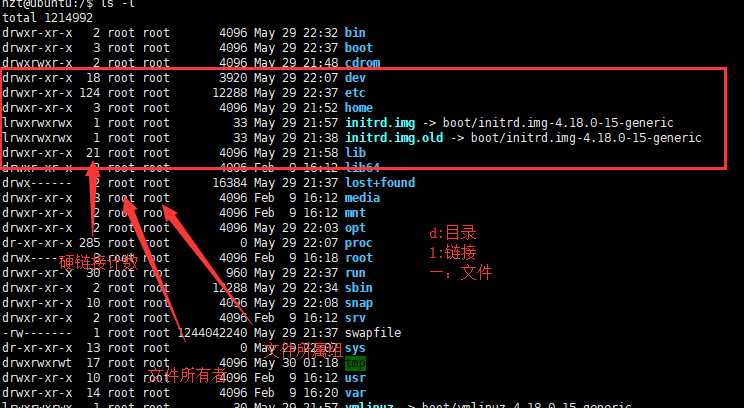 hzt@ubuntu:/$ ls -l
total 1214992
drwxr-xr-x 2 root root 4096 May 29 22:32 bin
drwxr-xr-x 3 root root 4096 May 29 22:37 boot
drwxrwxr-x 2 root root 4096 May 29 21:48 cdrom
drwxr-xr-x 18 root root 3920 May 29 22:07 dev
drwxr-xr-x 124 root root 12288 May 29 22:37 etc
drwxr-xr-x 3 root root 4096 May 29 21:52 home
lrwxrwxrwx 1 root root 33 May 29 21:57 initrd.img -> boot/initrd.img-4.18.0-15-generic
lrwxrwxrwx 1 root root 33 May 29 21:38 initrd.img.old -> boot/initrd.img-4.18.0-15-generic
drwxr-xr-x 21 root root 4096 May 29 21:58 lib
drwxr-xr-x 2 root root 4096 Feb 9 16:12 lib64
drwx------ 2 root root 16384 May 29 21:37 lost+found
drwxr-xr-x 3 root root 4096 Feb 9 16:12 media
drwxr-xr-x 2 root root 4096 Feb 9 16:12 mnt
drwxr-xr-x 2 root root 4096 May 29 22:03 opt
d:目录
dr-xr-xr-x 285 root root 0 May 29 22:07 proc
l:链接
drwx------ 3 root root 4096 Feb 9 16:18 root
硬链接计数
drwxr-xr-x 30 root root 960 May 29 22:37 run
一: 文件
drwxr-xr-x 2 root root 12288 May 29 22:34 sbin
drwxr-xr-x 10 root root 4096 May 29 22:08 snap
drwxr-xr-x 2 root root 4096 Feb 9 16:12 srv
-rw------- 1 root root 1244042240 May 29 21:37 swapfile
dr-xr-xr-x 13 root root 0 May 29 22:07 sys
文件所属组
drwxrwxrwt 17 root root 4096 May 30 01:18 tmp
文件所有者
drwxr-xr-x 10 root root 4096 Feb 9 16:12 usr
drwxr-xr-x 14 root root 4096 Feb 9 16:20 var
lrwxrwxrwx 1 root root 30 May 29 21:57 vmlinuz -> boot/vmlinuz-4.18.0-15-generic